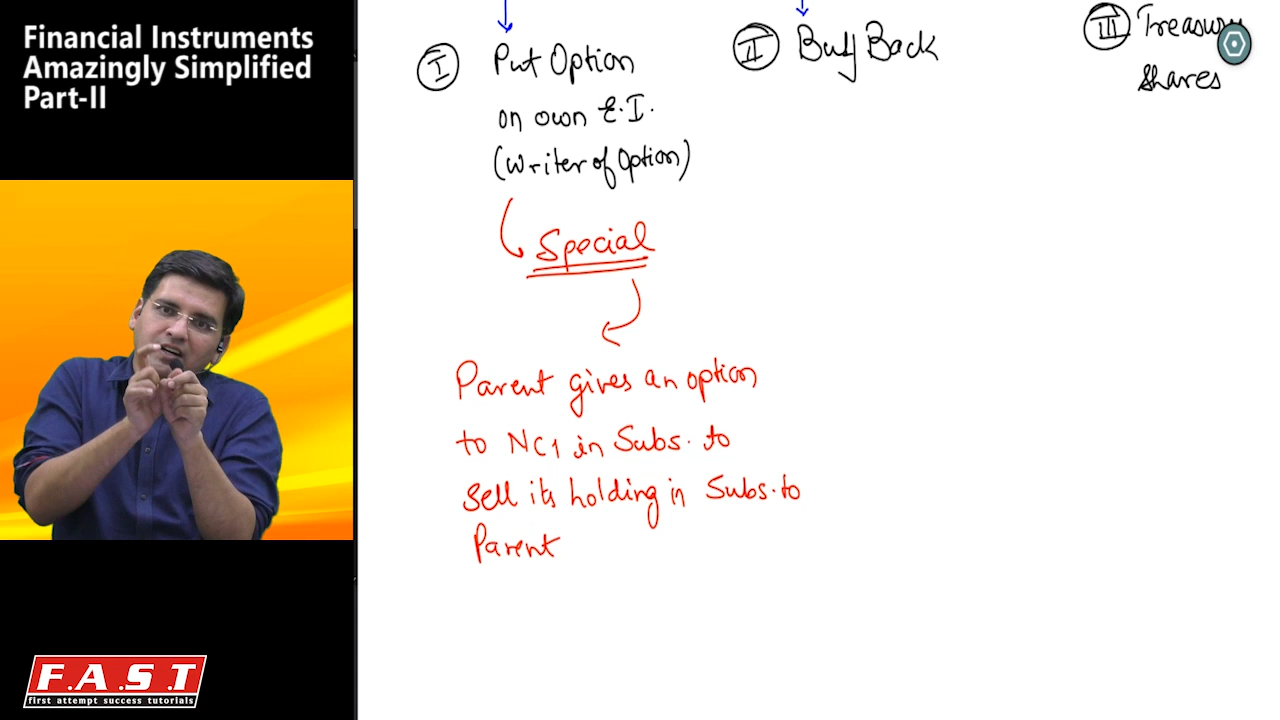 Financial Instruments
Amazingly Simplified
Part-II
I Put Option
on own E.I.
(Writer of Option)
Special
Parent gives an option
to NCI in Subs. to
sell its holding in Subs. to
Parent
II Buy Back
III Treasury
Shares
F.A.S.T
first attempt success tutorials